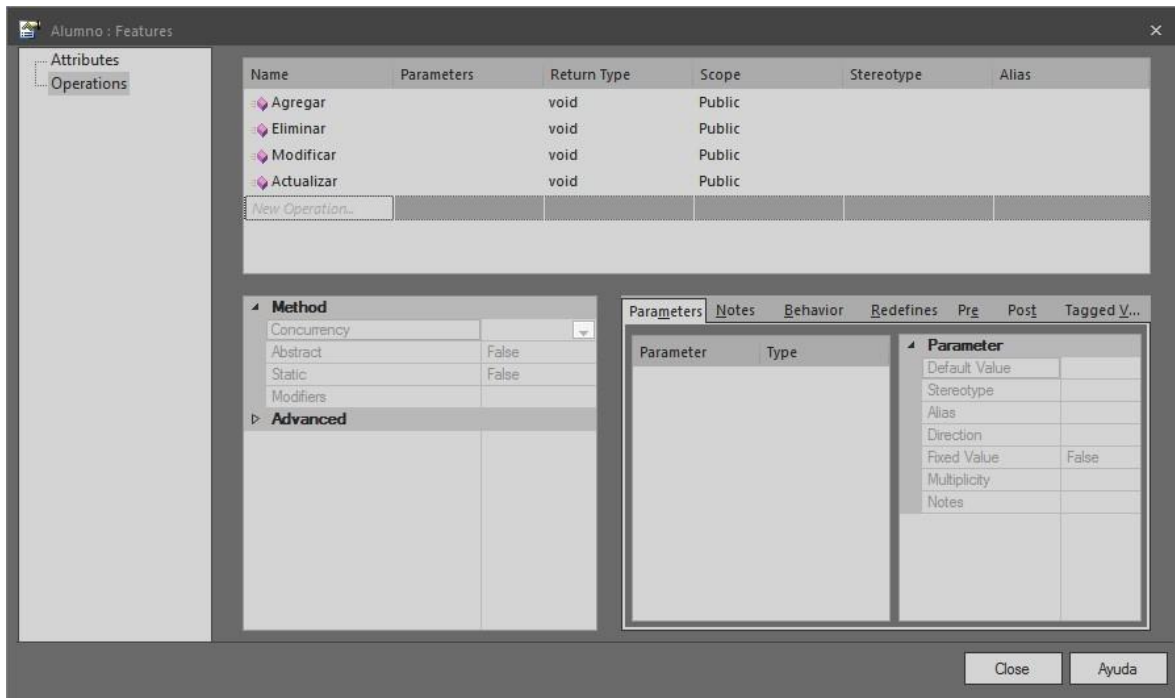 Alumno : Features
Attributes
Operations
Name Parameters Return Type Scope Stereotype Alias
Agregar void Public
Eliminar void Public
Modificar void Public
Actualizar void Public
New Operation...
Method
Concurrency
Abstract False
Static False
Modifiers
Advanced
Parameters Notes Behavior Redefines Pre Post Tagged V...
Parameter Type
Parameter
Default Value
Stereotype
Alias
Direction
Fixed Value False
Multiplicity
Notes
Close Ayuda